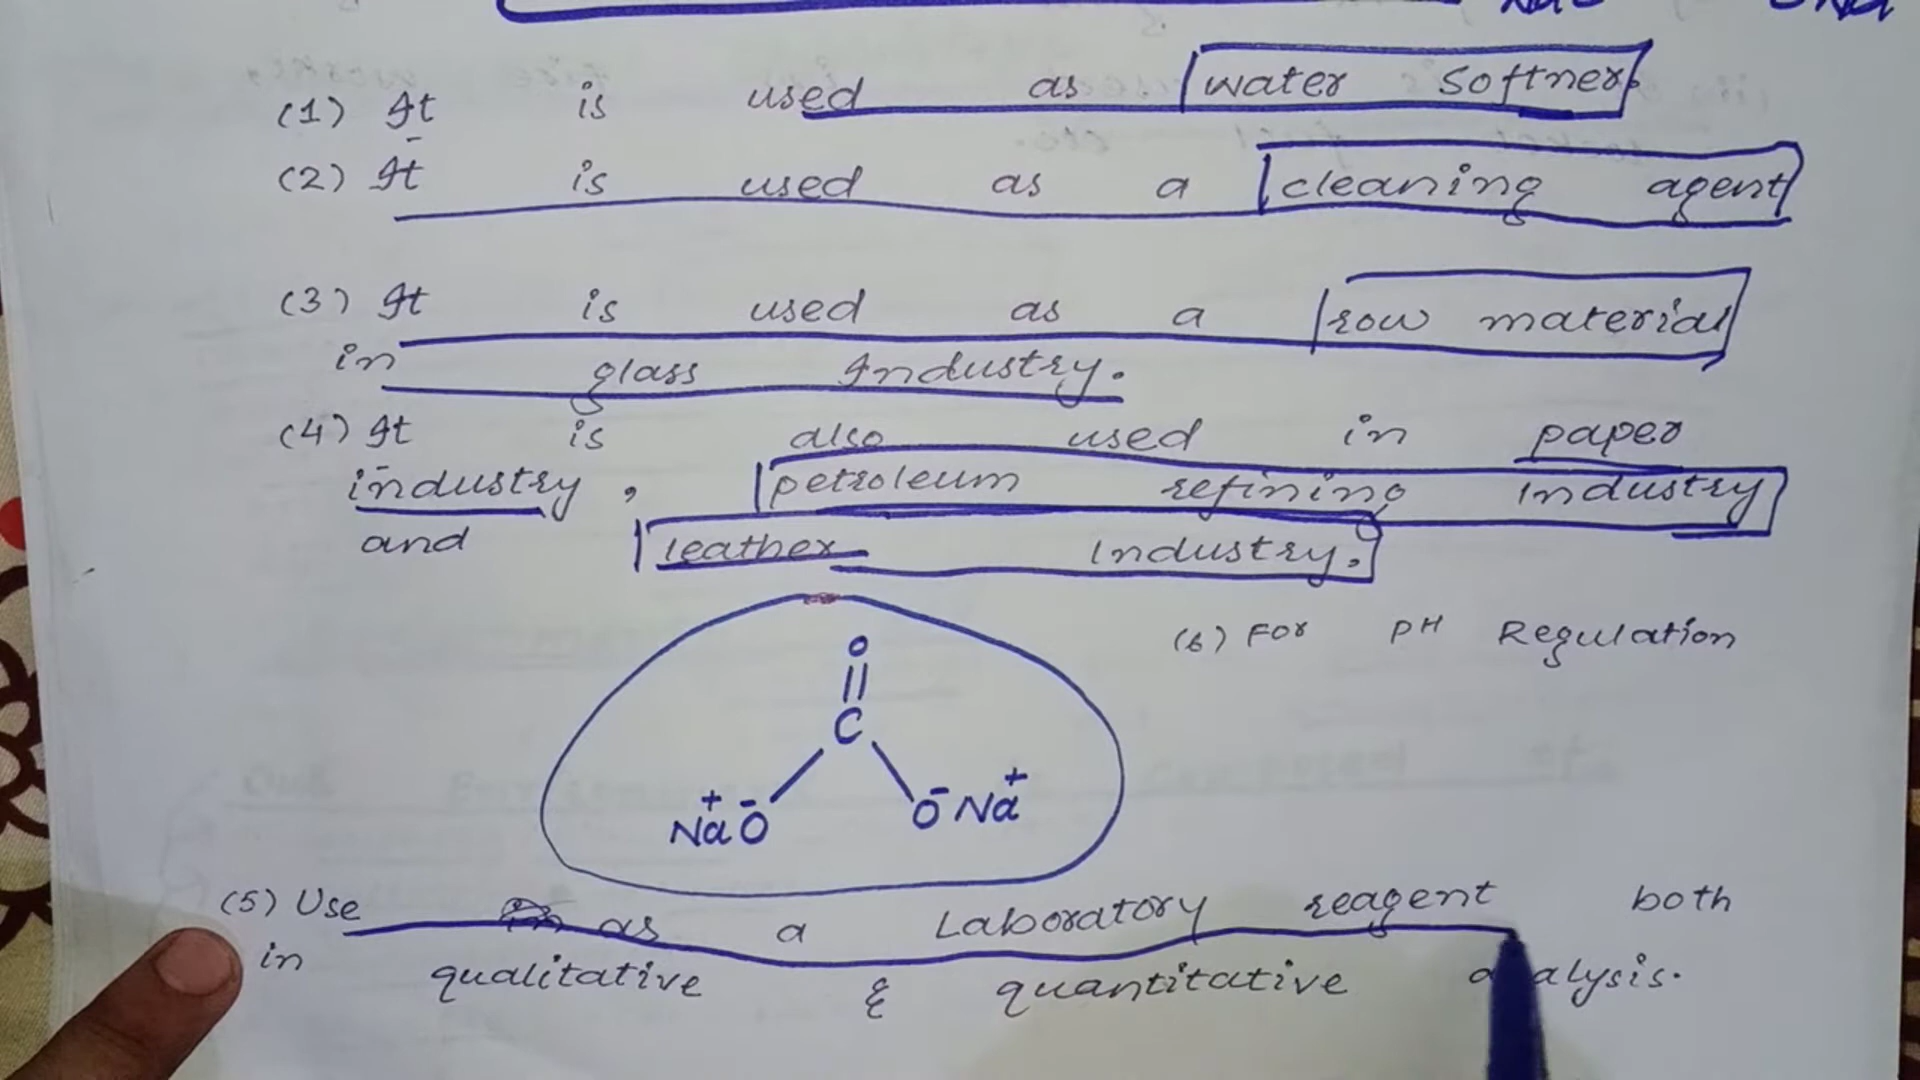 (1) It is used as water softner.
(2) It is used as a cleaning agent
(3) It is used as a row material
in glass Industry.
(4) It is also used in paper
industry, petroleum refining Industry
and leather Industry.
(6) For PH Regulation
O
C
Na+ O- O- Na+
(5) Use as a Laboratory reagent both
in qualitative & quantitative analysis.